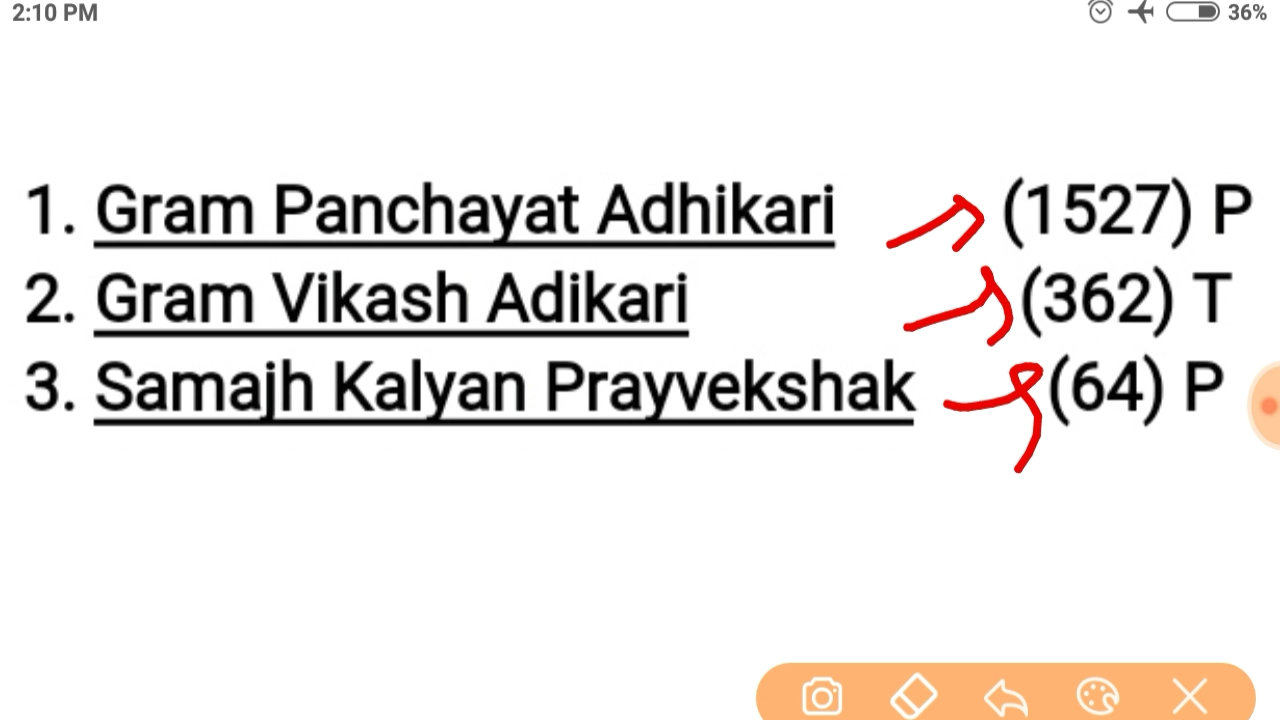 2:10 PM 36%
1. Gram Panchayat Adhikari (1527) P
2. Gram Vikash Adikari (362) T
3. Samajh Kalyan Prayvekshak (64) P